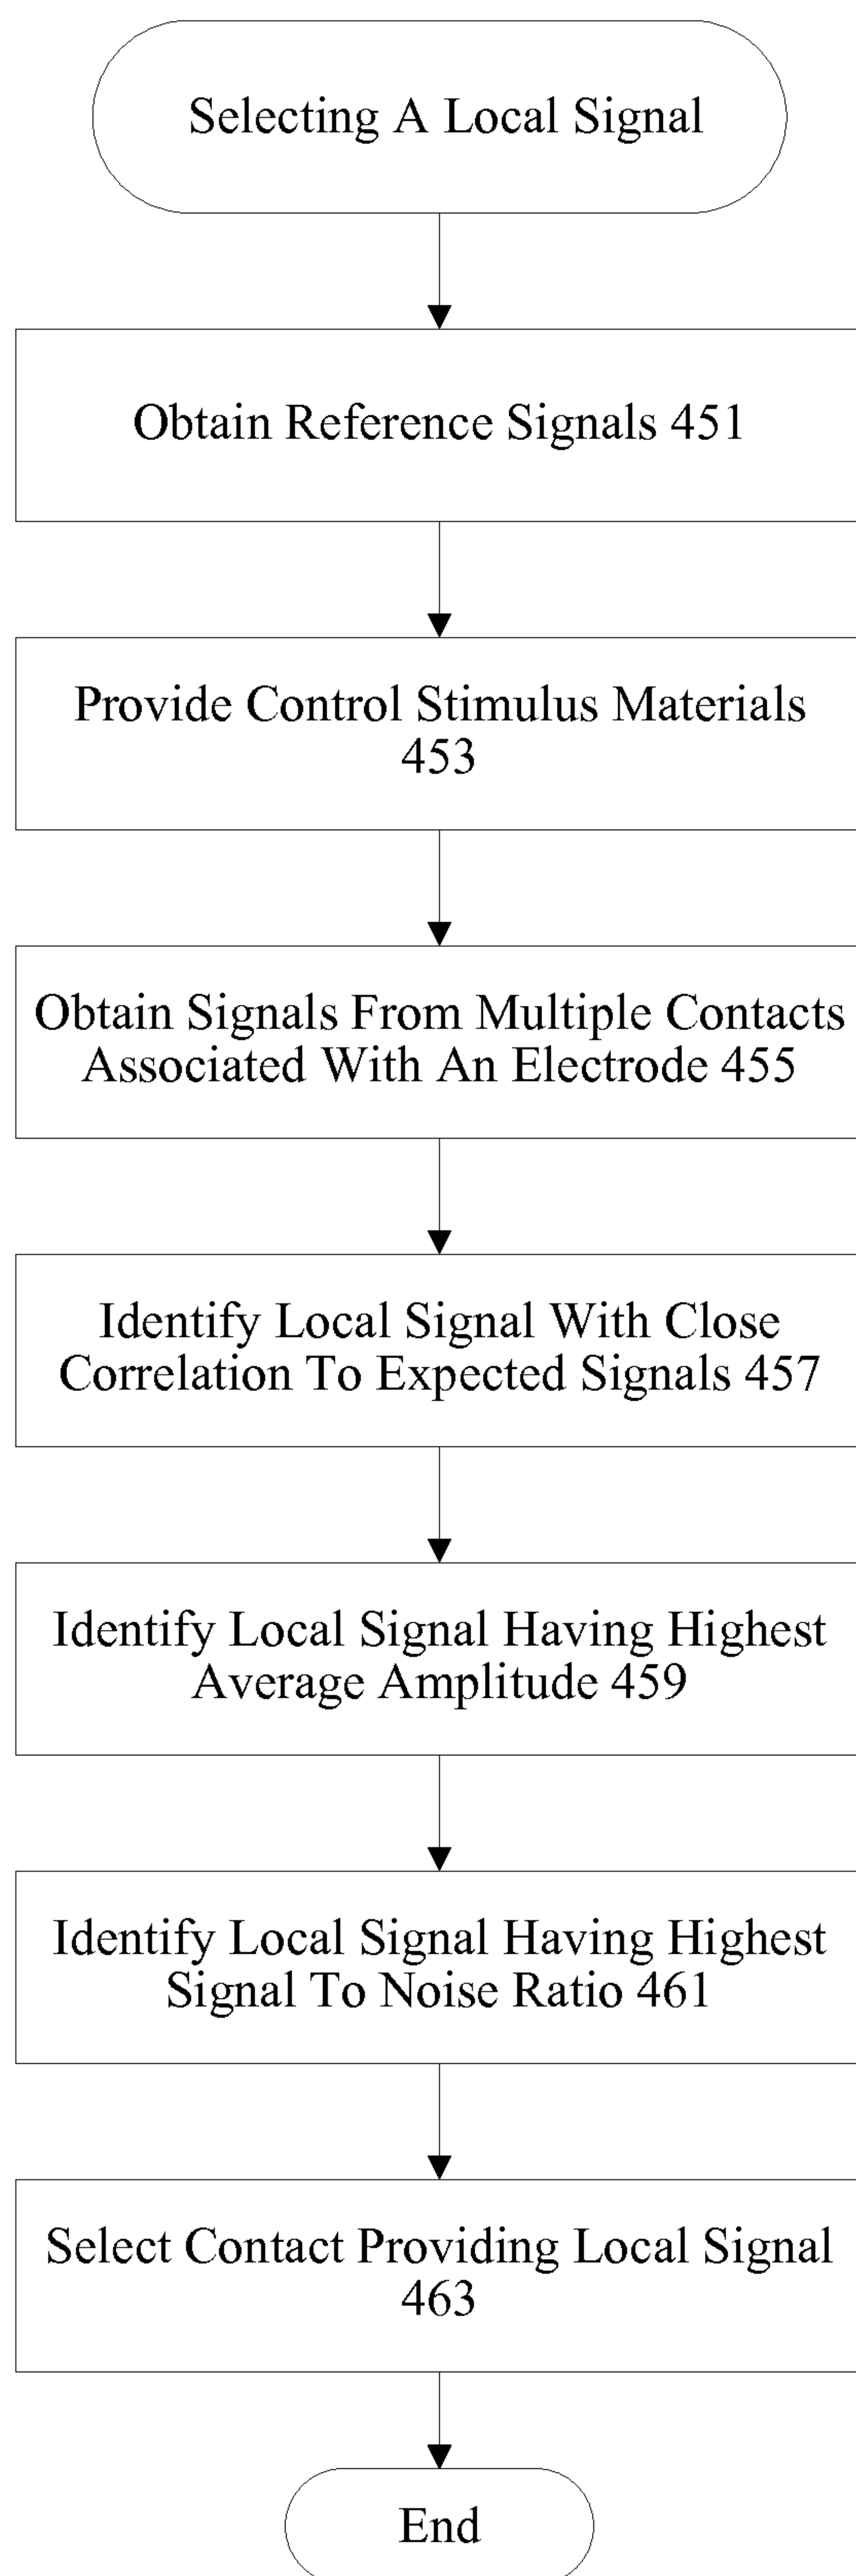 Selecting A Local Signal
Obtain Reference Signals 451
Provide Control Stimulus Materials
453
Obtain Signals From Multiple Contacts
Associated With An Electrode 455
Identify Local Signal With Close
Correlation To Expected Signals 457
Identify Local Signal Having Highest
Average Amplitude 459
Identify Local Signal Having Highest
Signal To Noise Ratio 461
Select Contact Providing Local Signal
463
End